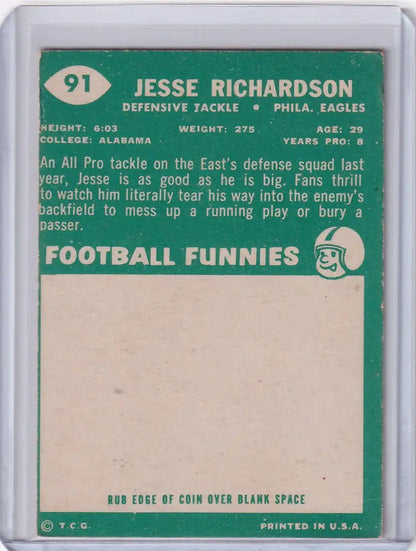 91
JESSE RICHARDSON
DEFENSIVE TACKLE • PHILA. EAGLES
HEIGHT: 6:03 WEIGHT: 275 AGE: 29
COLLEGE: ALABAMA YEARS PRO: 8
An All Pro tackle on the East's defense squad last
year, Jesse is as good as he is big. Fans thrill
to watch him literally tear his way into the enemy's
backfield to mess up a running play or bury a
passer.
FOOTBALL FUNNIES
RUB EDGE OF COIN OVER BLANK SPACE
© T.C.G. PRINTED IN U.S.A.